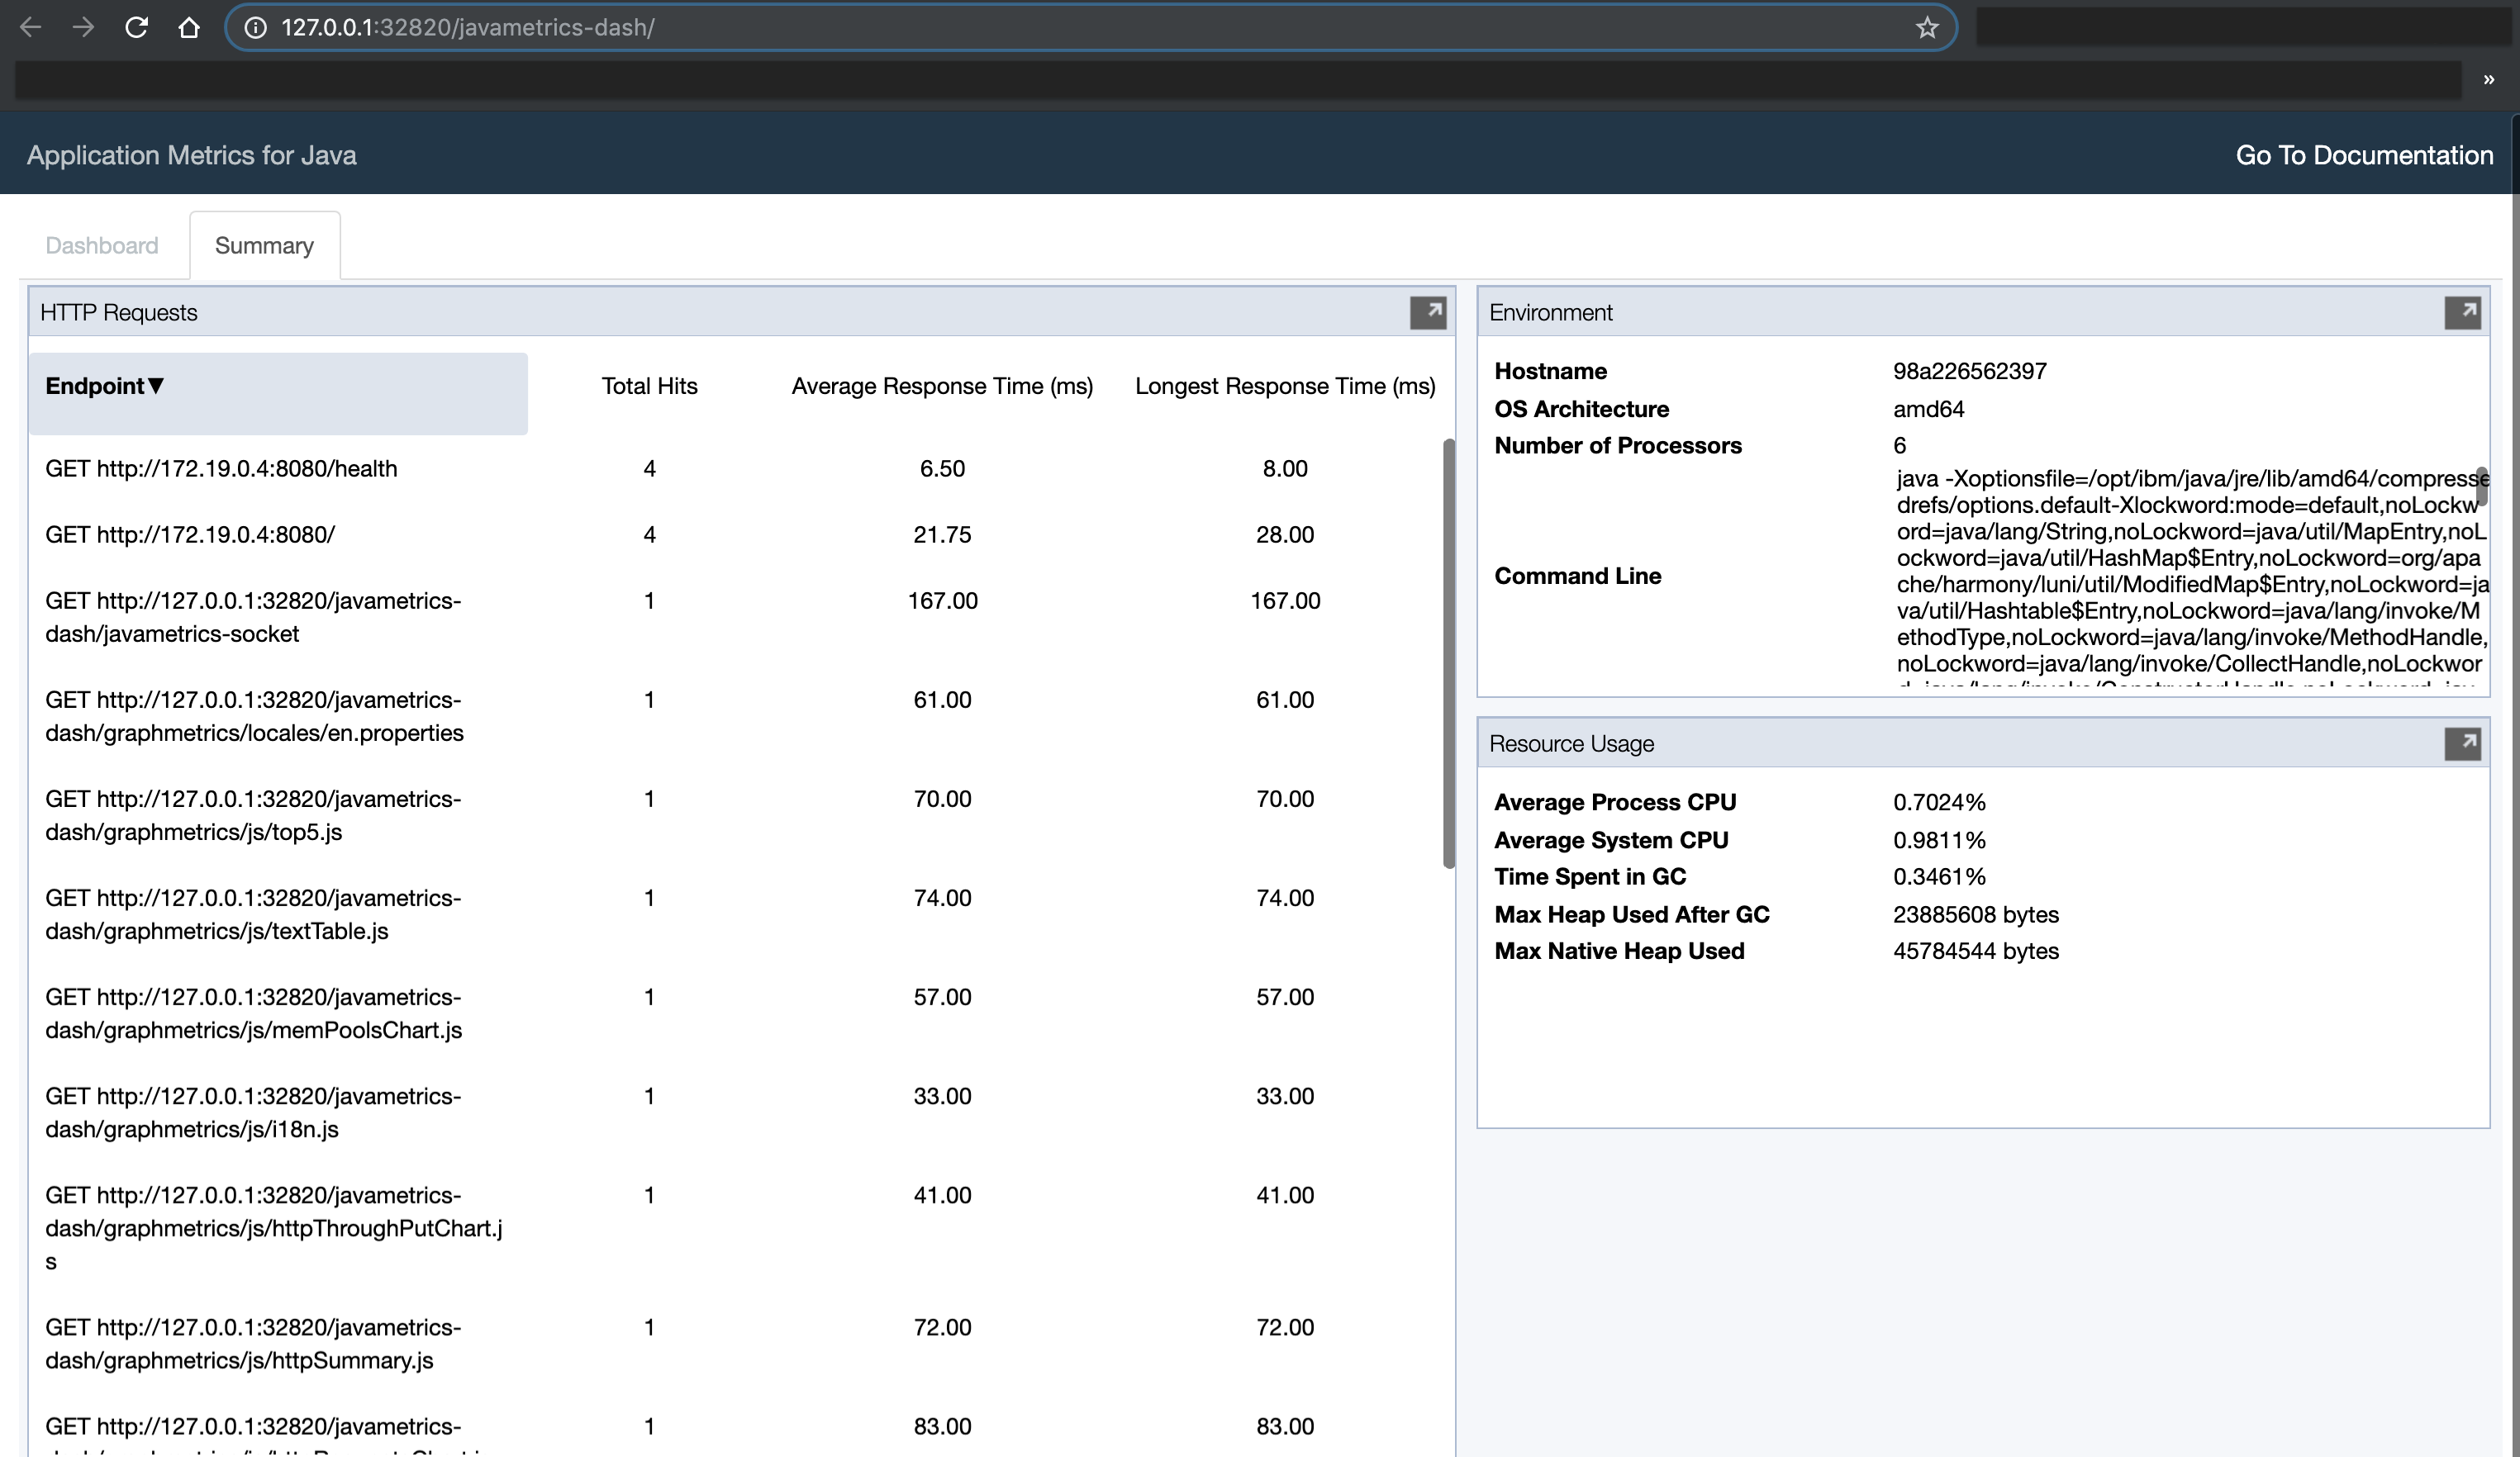 127.0.0.1:32820/javametrics-dash/
»
Application Metrics for Java
Go To Documentation
Dashboard
Summary
HTTP Requests
Endpoint▼ Total Hits Average Response Time (ms) Longest Response Time (ms)
GET http://172.19.0.4:8080/health 4 6.50 8.00
GET http://172.19.0.4:8080/ 4 21.75 28.00
GET http://127.0.0.1:32820/javametrics- 1 167.00 167.00
dash/javametrics-socket
GET http://127.0.0.1:32820/javametrics- 1 61.00 61.00
dash/graphmetrics/locales/en.properties
GET http://127.0.0.1:32820/javametrics- 1 70.00 70.00
dash/graphmetrics/js/top5.js
GET http://127.0.0.1:32820/javametrics- 1 74.00 74.00
dash/graphmetrics/js/textTable.js
GET http://127.0.0.1:32820/javametrics- 1 57.00 57.00
dash/graphmetrics/js/memPoolsChart.js
GET http://127.0.0.1:32820/javametrics- 1 33.00 33.00
dash/graphmetrics/js/i18n.js
GET http://127.0.0.1:32820/javametrics- 1 41.00 41.00
dash/graphmetrics/js/httpThroughPutChart.j
s
GET http://127.0.0.1:32820/javametrics- 1 72.00 72.00
dash/graphmetrics/js/httpSummary.js
GET http://127.0.0.1:32820/javametrics- 1 83.00 83.00
Environment
Hostname 98a226562397
OS Architecture amd64
Number of Processors 6
Command Line
java -Xoptionsfile=/opt/ibm/java/jre/lib/amd64/compresse
drefs/options.default-Xlockword:mode=default,noLockw
ord=java/lang/String,noLockword=java/util/MapEntry,noL
ockword=java/util/HashMap$Entry,noLockword=org/apa
che/harmony/luni/util/ModifiedMap$Entry,noLockword=ja
va/util/Hashtable$Entry,noLockword=java/lang/invoke/M
ethodType,noLockword=java/lang/invoke/MethodHandle,
noLockword=java/lang/invoke/CollectHandle,noLockwor
Resource Usage
Average Process CPU 0.7024%
Average System CPU 0.9811%
Time Spent in GC 0.3461%
Max Heap Used After GC 23885608 bytes
Max Native Heap Used 45784544 bytes